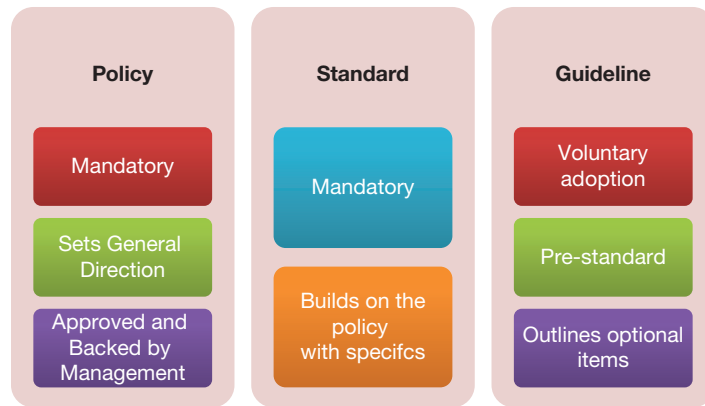 Policy
Mandatory
Sets General
Direction
Approved and
Backed by
Management
Standard
Mandatory
Builds on the
policy
with specifcs
Guideline
Voluntary
adoption
Pre-standard
Outlines optional
items